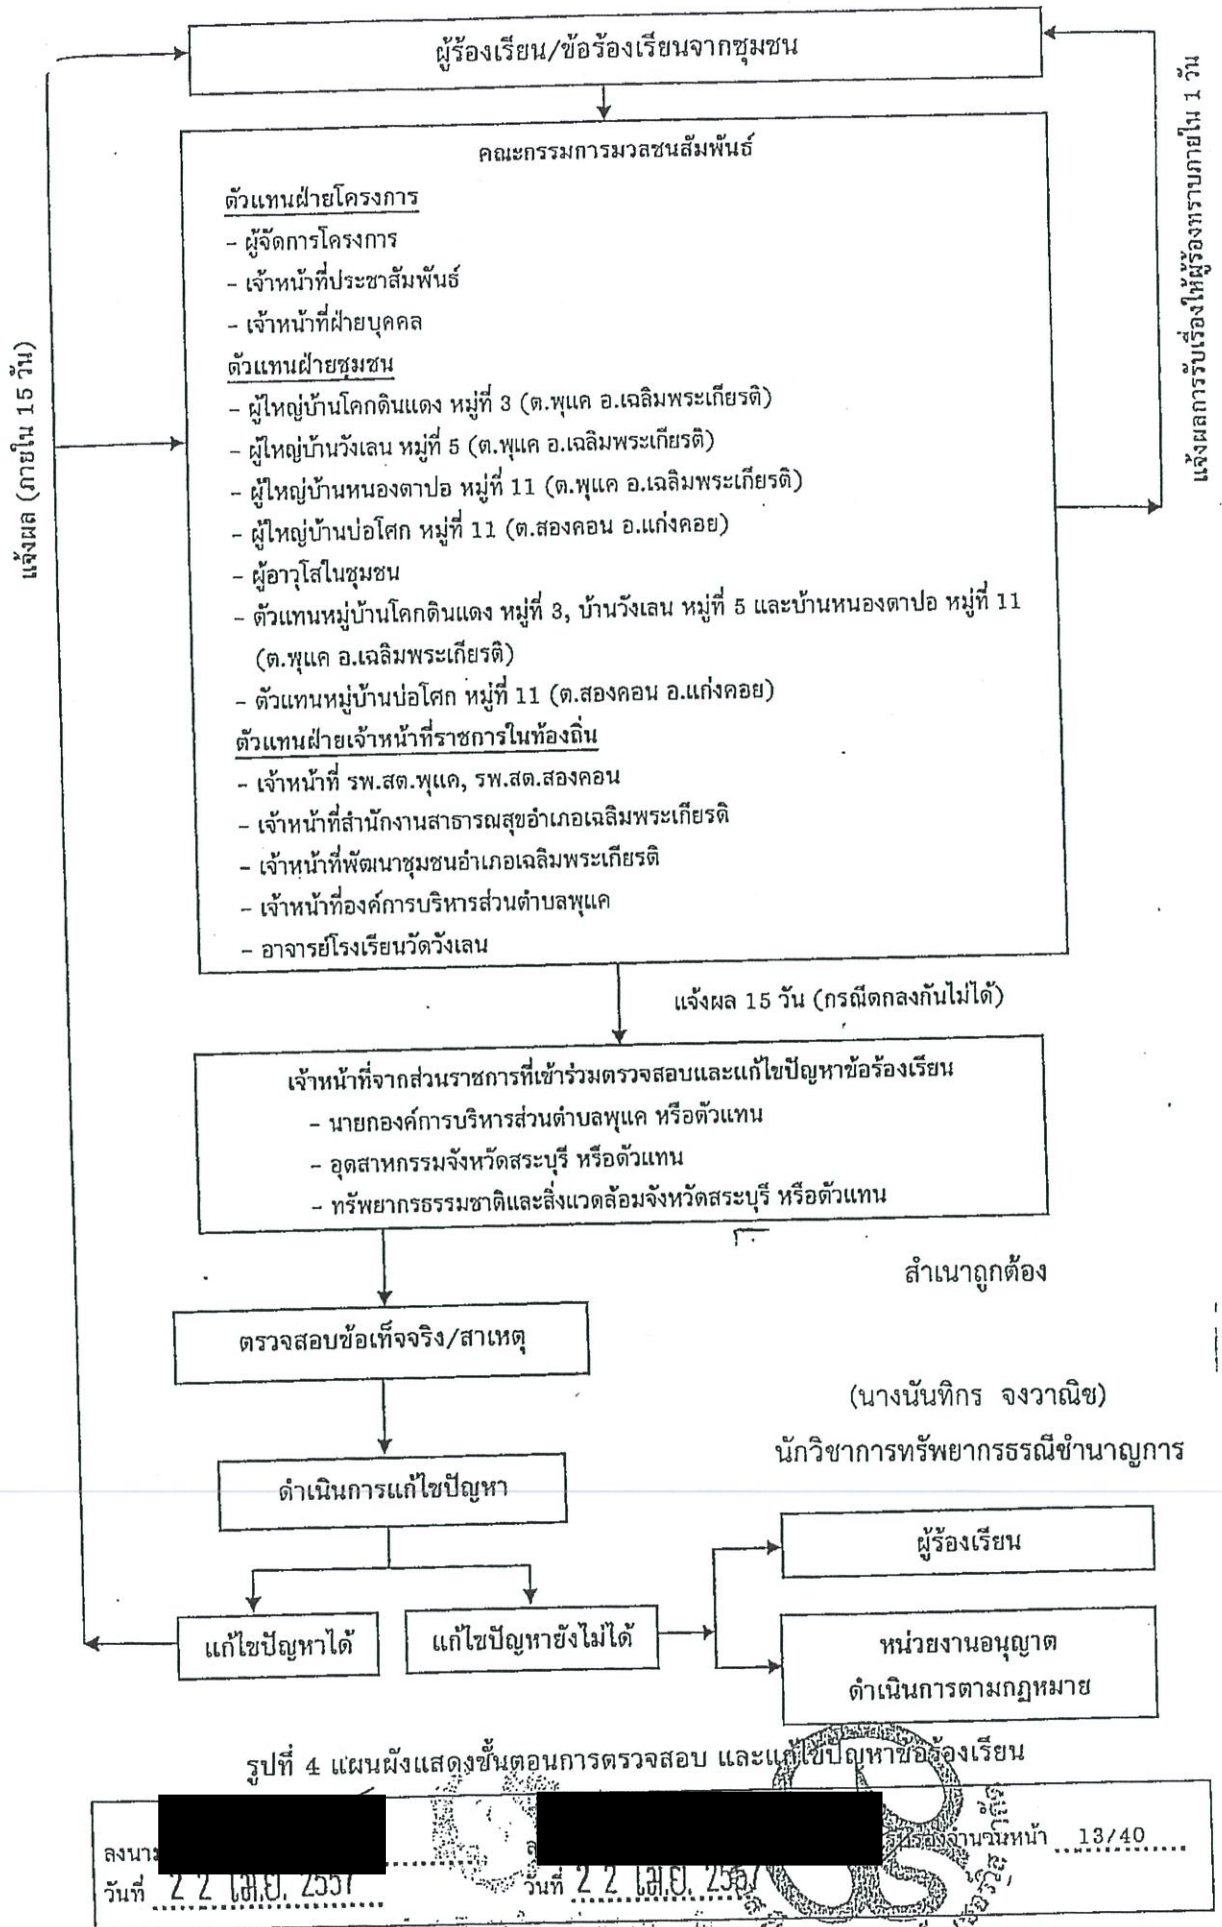 ผู้ร้องเรียน/ข้อร้องเรียนจากชุมชน
แจ้งผลการรับเรื่องให้ผู้ร้องทราบภายใน 1 วัน
แจ้งผล (ภายใน 15 วัน)
คณะกรรมการมวลชนสัมพันธ์
ตัวแทนฝ่ายโครงการ
- ผู้จัดการโครงการ
- เจ้าหน้าที่ประชาสัมพันธ์
- เจ้าหน้าที่ฝ่ายบุคคล
ตัวแทนฝ่ายชุมชน
- ผู้ใหญ่บ้านโคกดินแดง หมู่ที่ 3 (ต.พุแค อ.เฉลิมพระเกียรติ)
- ผู้ใหญ่บ้านวังเลน หมู่ที่ 5 (ต.พุแค อ.เฉลิมพระเกียรติ)
- ผู้ใหญ่บ้านหนองตาปอ หมู่ที่ 11 (ต.พุแค อ.เฉลิมพระเกียรติ)
- ผู้ใหญ่บ้านบ่อโศก หมู่ที่ 11 (ต.สองคอน อ.แก่งคอย)
- ผู้อาวุโสในชุมชน
- ตัวแทนหมู่บ้านโคกดินแดง หมู่ที่ 3, บ้านวังเลน หมู่ที่ 5 และบ้านหนองตาปอ หมู่ที่ 11
(ต.พุแค อ.เฉลิมพระเกียรติ)
- ตัวแทนหมู่บ้านบ่อโศก หมู่ที่ 11 (ต.สองคอน อ.แก่งคอย)
ตัวแทนฝ่ายเจ้าหน้าที่ราชการในท้องถิ่น
- เจ้าหน้าที่ รพ.สต.พุแค, รพ.สต.สองคอน
- เจ้าหน้าที่สำนักงานสาธารณสุขอำเภอเฉลิมพระเกียรติ
- เจ้าหน้าที่พัฒนาชุมชนอำเภอเฉลิมพระเกียรติ
- เจ้าหน้าที่องค์การบริหารส่วนตำบลพุแค
- อาจารย์โรงเรียนวัดวังเลน
แจ้งผล 15 วัน (กรณีตกลงกันไม่ได้)
เจ้าหน้าที่จากส่วนราชการที่เข้าร่วมตรวจสอบและแก้ไขปัญหาข้อร้องเรียน
- นายกองค์การบริหารส่วนตำบลพุแค หรือตัวแทน
- อุตสาหกรรมจังหวัดสระบุรี หรือตัวแทน
- ทรัพยากรธรรมชาติและสิ่งแวดล้อมจังหวัดสระบุรี หรือตัวแทน
สำเนาถูกต้อง
ตรวจสอบข้อเท็จจริง/สาเหตุ
(นางนันทิกร จงวาณิช)
นักวิชาการทรัพยากรธรณีชำนาญการ
ดำเนินการแก้ไขปัญหา
ผู้ร้องเรียน
แก้ไขปัญหาได้
แก้ไขปัญหายังไม่ได้
หน่วยงานอนุญาต
ดำเนินการตามกฎหมาย
รูปที่ 4 แผนผังแสดงขั้นตอนการตรวจสอบ และแก้ไขปัญหาข้อร้องเรียน
ลงนาม รับรองจำนวนหน้า 13/40
วันที่ 22 เม.ย. 2557 วันที่ 22 เม.ย. 2557